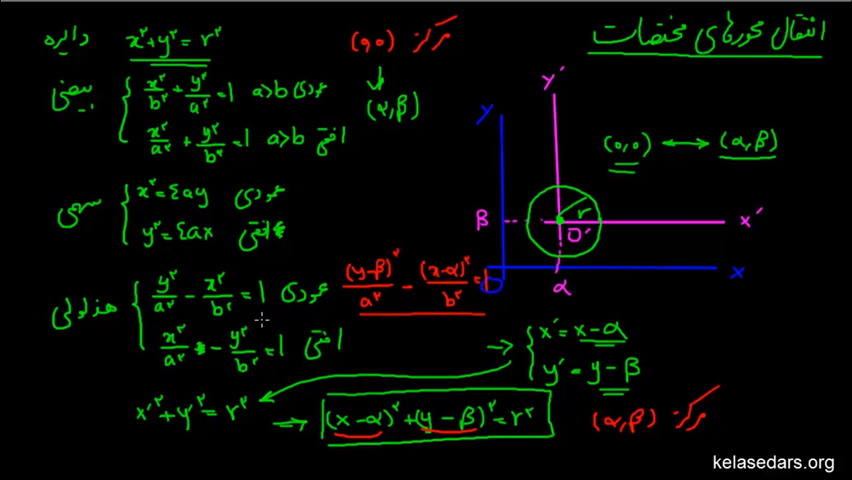 انتقال محورهای مختصات
دایره x²+y²=r² مرکز (0,0)
بیضی x²/b²+y²/a²=1 a>b عمودی
(α,β)
x²/a²+y²/b²=1 a>b افقی
سهمی x²=4ay عمودی
y²=4ax افقی
هذلولی y²/a²-x²/b²=1 عمودی (y-β)²/a²-(x-α)²/b²=1
x²/a²-y²/b²=1 افقی
y y′
(0,0) ↔ (α,β)
r
β O′ x′
O α x
→ x′=x-α
y′=y-β
x′²+y′²=r² ⇒ (x-α)²+(y-β)²=r² مرکز (α,β)
kelasedars.org